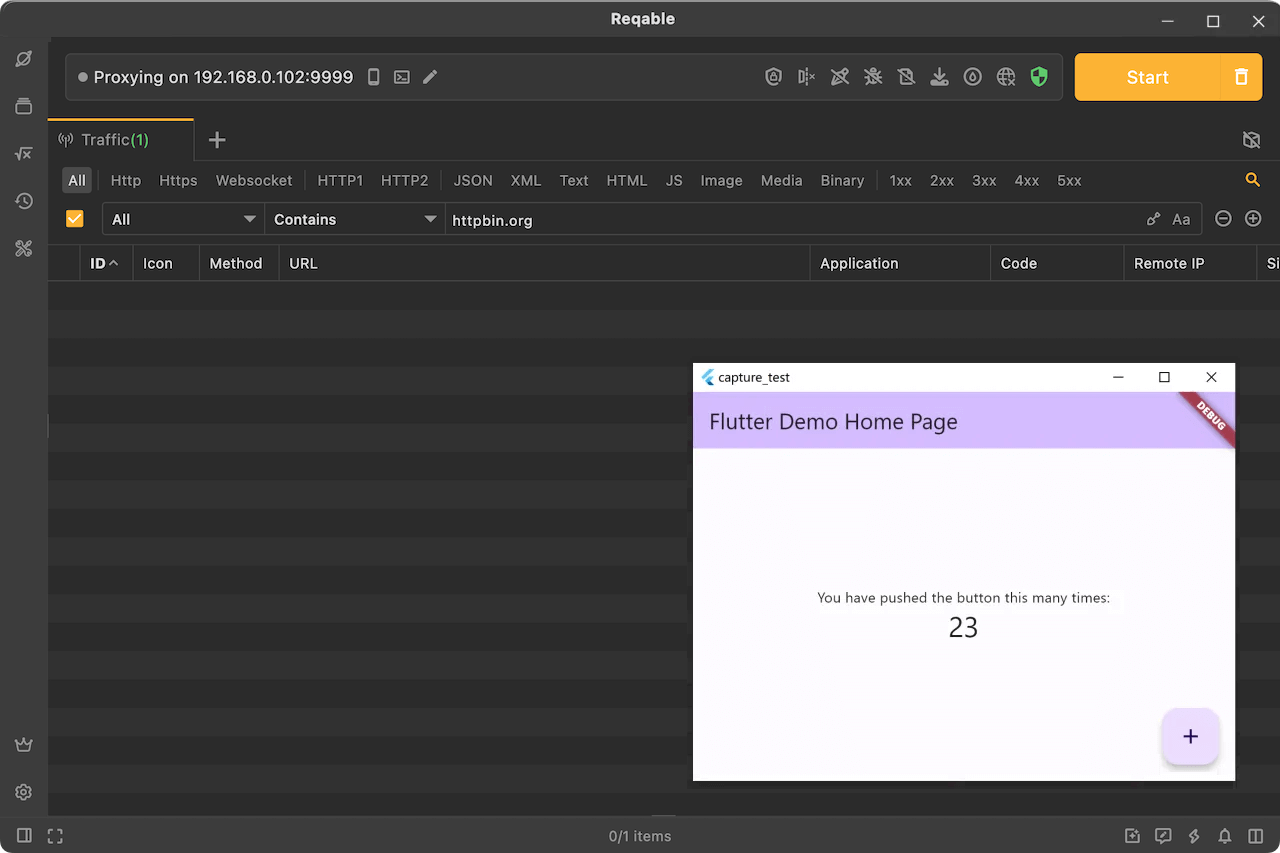 Reqable
Proxying on 192.168.0.102:9999
Start
Traffic(1)
All Http Https Websocket HTTP1 HTTP2 JSON XML Text HTML JS Image Media Binary 1xx 2xx 3xx 4xx 5xx
All Contains httpbin.org Aa
ID Icon Method URL Application Code Remote IP Si
capture_test
Flutter Demo Home Page
DEBUG
You have pushed the button this many times:
23
0/1 items